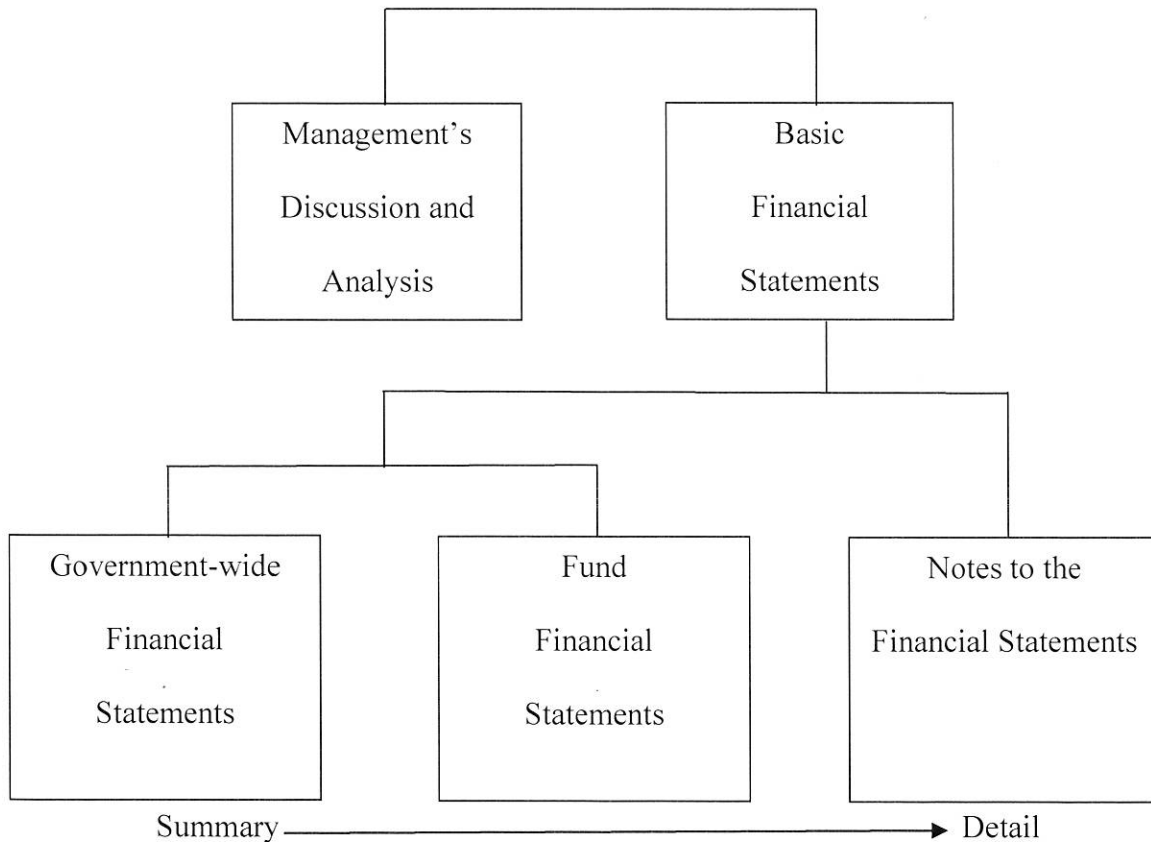 Management’s
Discussion and
Analysis
Basic
Financial
Statements
Government-wide
Financial
Statements
Fund
Financial
Statements
Notes to the
Financial Statements
Summary
Detail